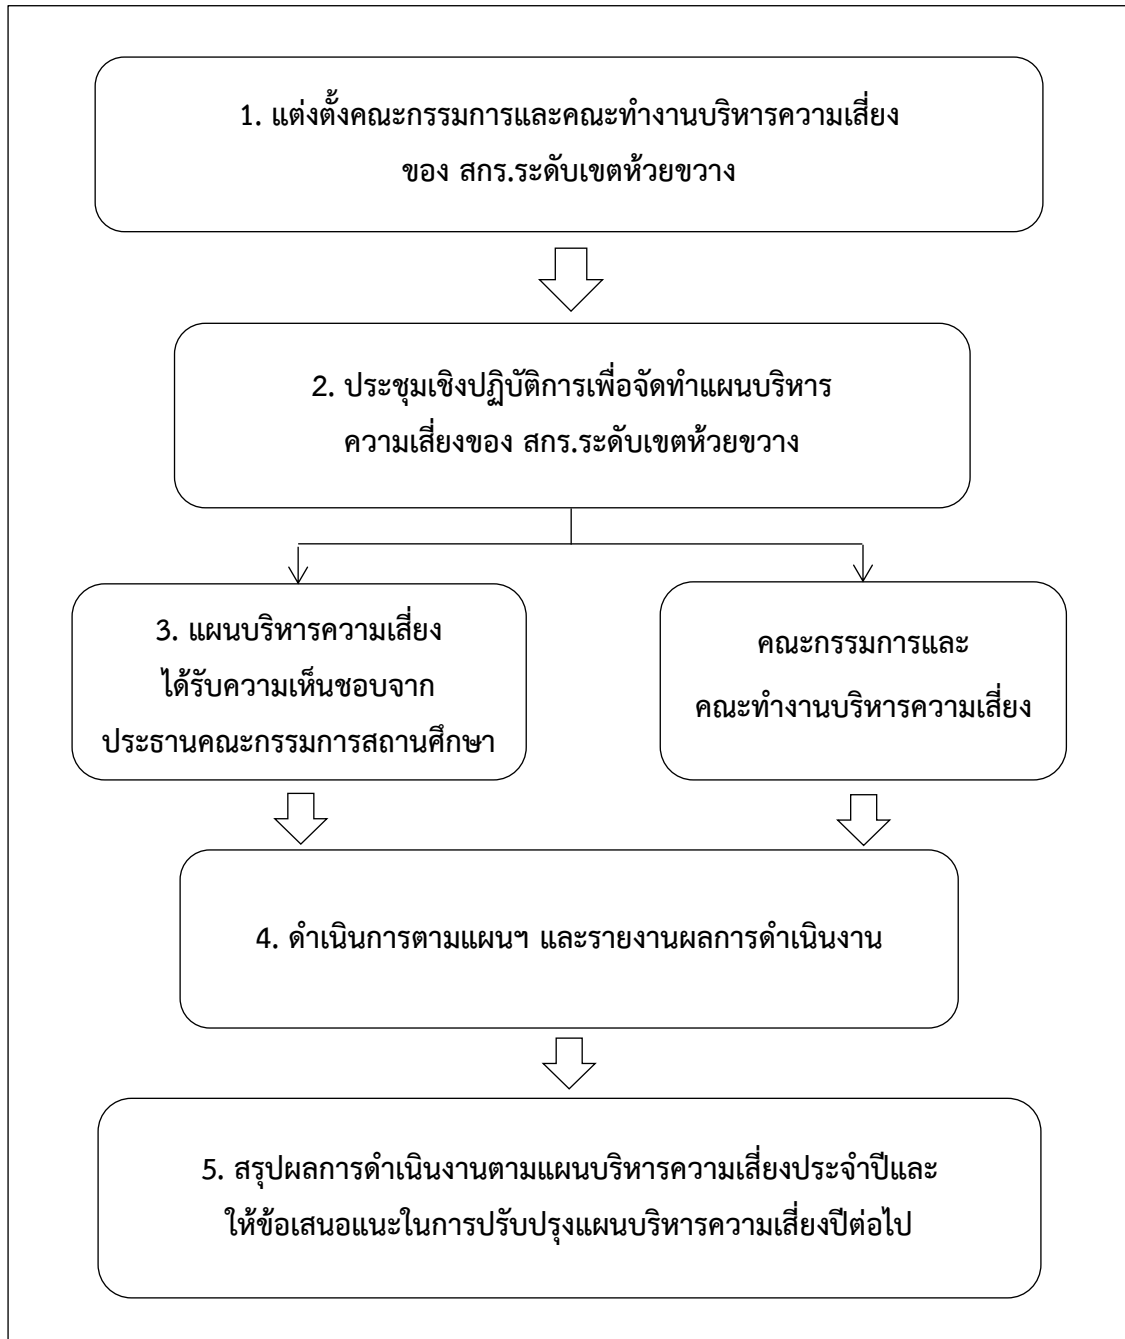 1. แต่งตั้งคณะกรรมการและคณะทำงานบริหารความเสี่ยง
ของ สกร.ระดับเขตห้วยขวาง
2. ประชุมเชิงปฏิบัติการเพื่อจัดทำแผนบริหาร
ความเสี่ยงของ สกร.ระดับเขตห้วยขวาง
3. แผนบริหารความเสี่ยง
ได้รับความเห็นชอบจาก
ประธานคณะกรรมการสถานศึกษา
คณะกรรมการและ
คณะทำงานบริหารความเสี่ยง
4. ดำเนินการตามแผนฯ และรายงานผลการดำเนินงาน
5. สรุปผลการดำเนินงานตามแผนบริหารความเสี่ยงประจำปีและ
ให้ข้อเสนอแนะในการปรับปรุงแผนบริหารความเสี่ยงปีต่อไป